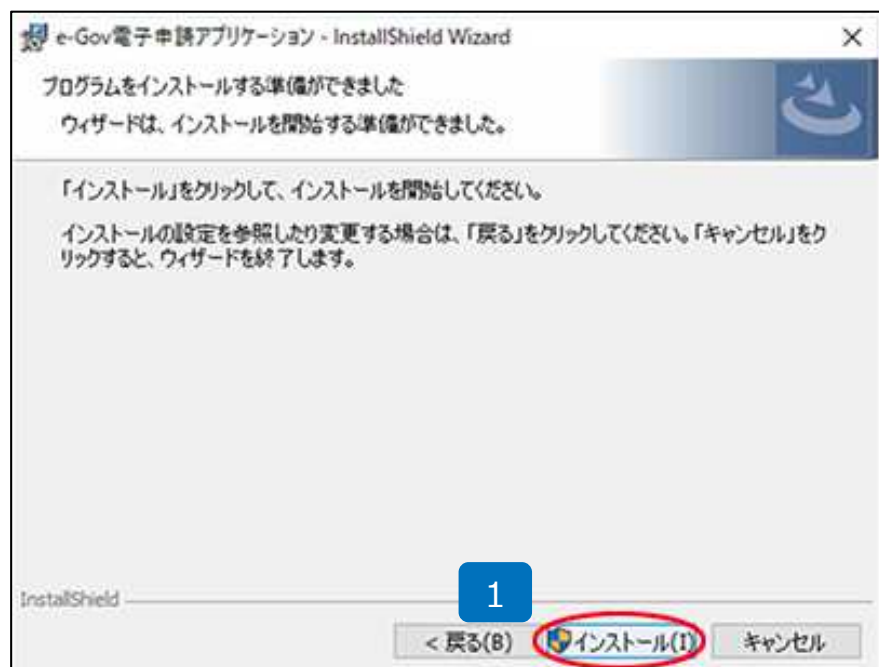 e-Gov電子申請アプリケーション - InstallShield Wizard
プログラムをインストールする準備ができました
ウィザードは、インストールを開始する準備ができました。
「インストール」をクリックして、インストールを開始してください。
インストールの設定を参照したり変更する場合は、「戻る」をクリックしてください。「キャンセル」をク
リックすると、ウィザードを終了します。
1
InstallShield
< 戻る(B) インストール(I) キャンセル